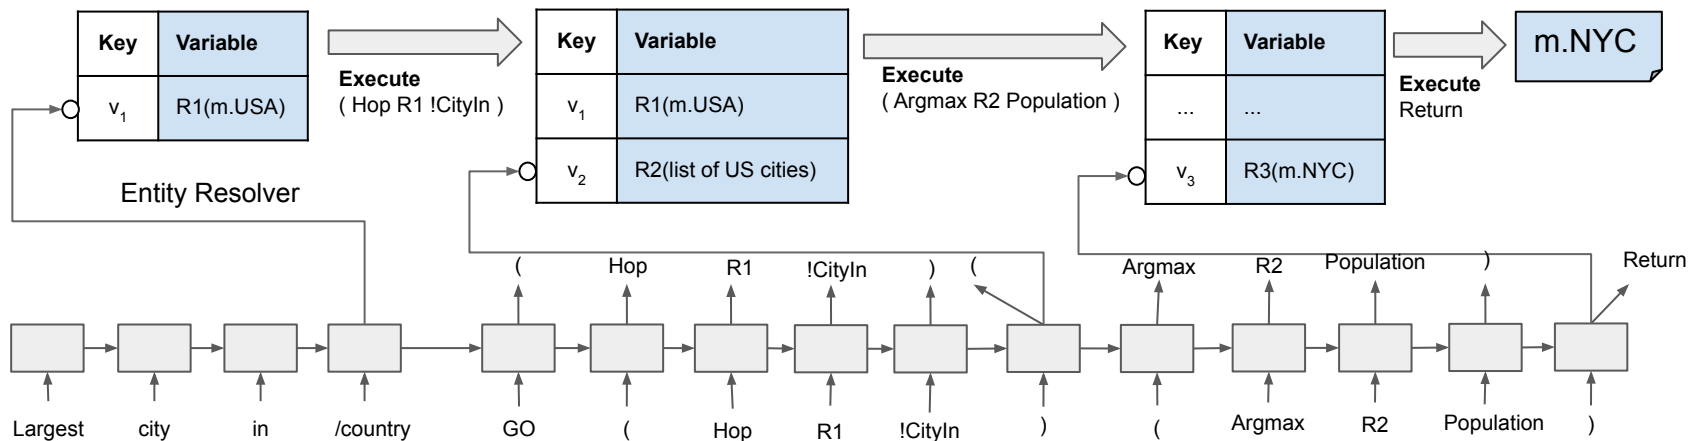 Key Variable
v1 R1(m.USA)
Execute
( Hop R1 !CityIn )
Key Variable
v1 R1(m.USA)
v2 R2(list of US cities)
Execute
( Argmax R2 Population )
Key Variable
... ...
v3 R3(m.NYC)
Execute
Return
m.NYC
Entity Resolver
( Hop R1 !CityIn ) ( Argmax R2 Population ) Return
Largest city in /country GO ( Hop R1 !CityIn ) ( Argmax R2 Population )